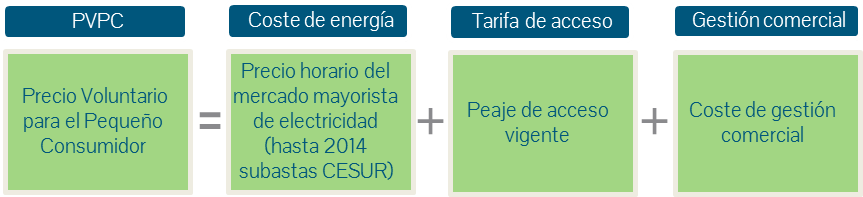 PVPC
Coste de energía
Tarifa de acceso
Gestión comercial
Precio Voluntario
para el Pequeño
Consumidor
=
Precio horario del
mercado mayorista
de electricidad
(hasta 2014
subastas CESUR)
+
Peaje de acceso
vigente
+
Coste de gestión
comercial